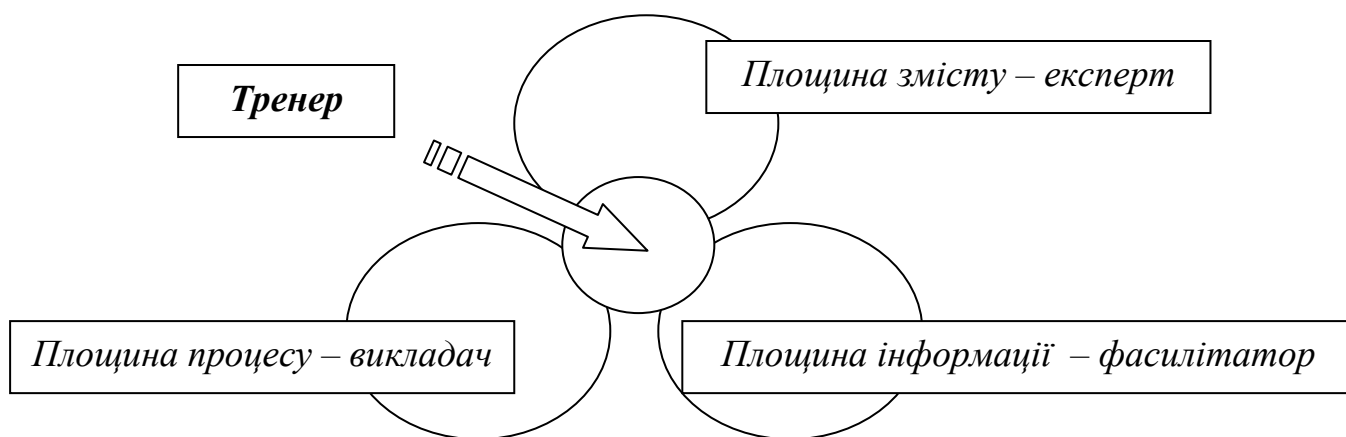 Площина змісту – експерт
Тренер
Площина процесу – викладач
Площина інформації – фасилітатор